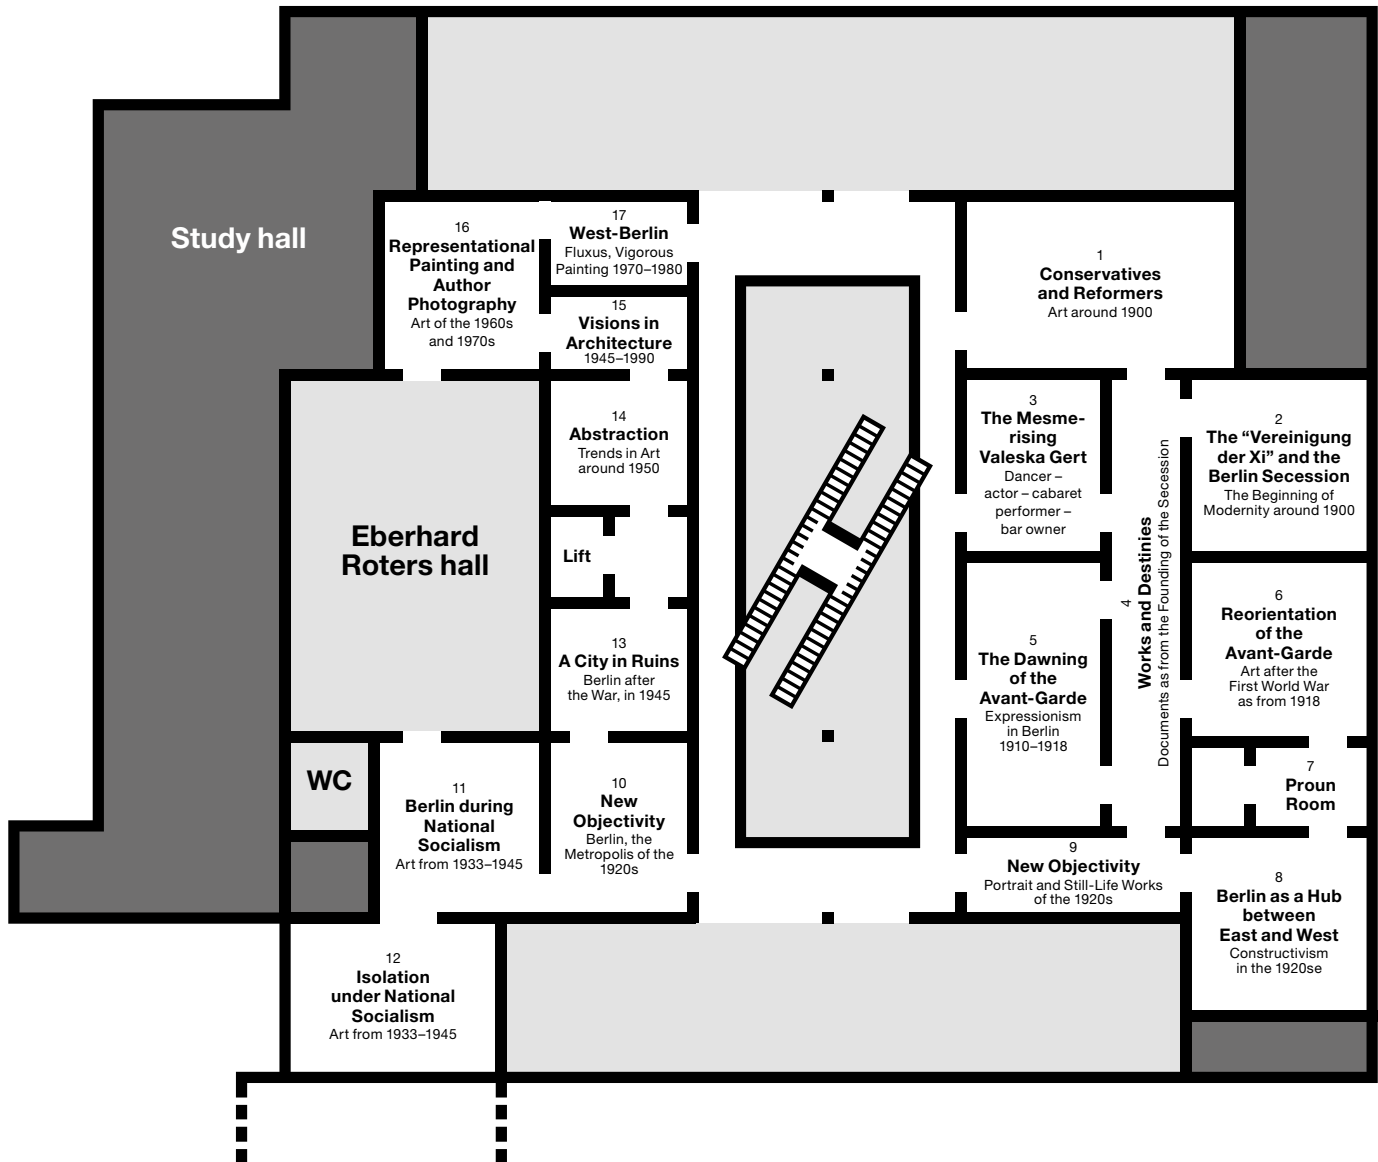 Study hall
16
Representational
Painting and
Author
Photography
Art of the 1960s
and 1970s
17
West-Berlin
Fluxus, Vigorous
Painting 1970–1980
15
Visions in
Architecture
1945–1990
14
Abstraction
Trends in Art
around 1950
Eberhard
Roters hall
Lift
13
A City in Ruins
Berlin after
the War, in 1945
WC
11
Berlin during
National
Socialism
Art from 1933–1945
10
New
Objectivity
Berlin, the
Metropolis of the
1920s
12
Isolation
under National
Socialism
Art from 1933–1945
1
Conservatives
and Reformers
Art around 1900
3
The Mesme-
rising
Valeska Gert
Dancer –
actor – cabaret
performer –
bar owner
4
Works and Destinies
Documents as from the Founding of the Secession
2
The “Vereinigung
der Xi” and the
Berlin Secession
The Beginning of
Modernity around 1900
5
The Dawning
of the
Avant-Garde
Expressionism
in Berlin
1910–1918
6
Reorientation
of the
Avant-Garde
Art after the
First World War
as from 1918
7
Proun
Room
9
New Objectivity
Portrait and Still-Life Works
of the 1920s
8
Berlin as a Hub
between
East and West
Constructivism
in the 1920se